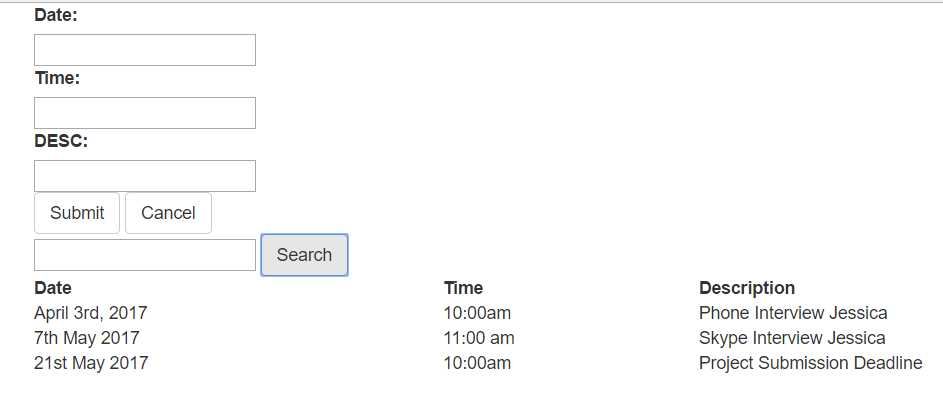 Date:
Time:
DESC:
Submit Cancel
Search
Date Time Description
April 3rd, 2017 10:00am Phone Interview Jessica
7th May 2017 11:00 am Skype Interview Jessica
21st May 2017 10:00am Project Submission Deadline